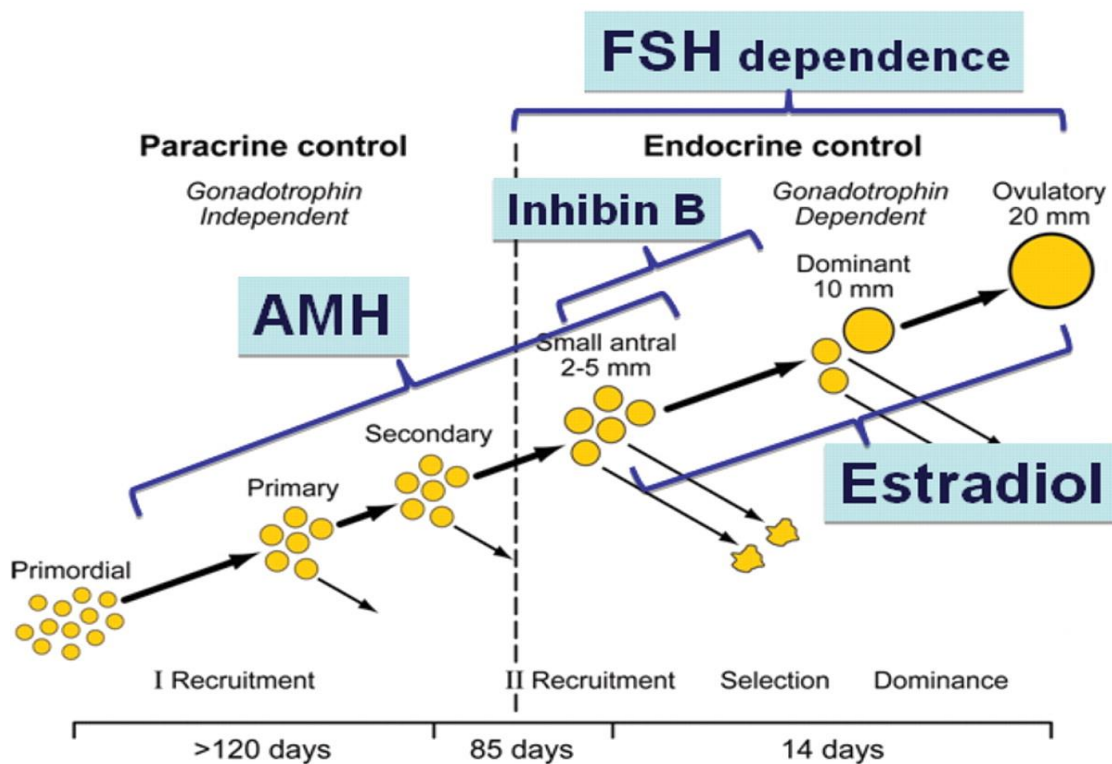 FSH dependence
Paracrine control
Endocrine control
Gonadotrophin
Independent
Inhibin B
Gonadotrophin
Dependent
Ovulatory
20 mm
AMH
Dominant
10 mm
Small antral
2-5 mm
Secondary
Estradiol
Primary
Primordial
I Recruitment
II Recruitment
Selection
Dominance
>120 days
85 days
14 days